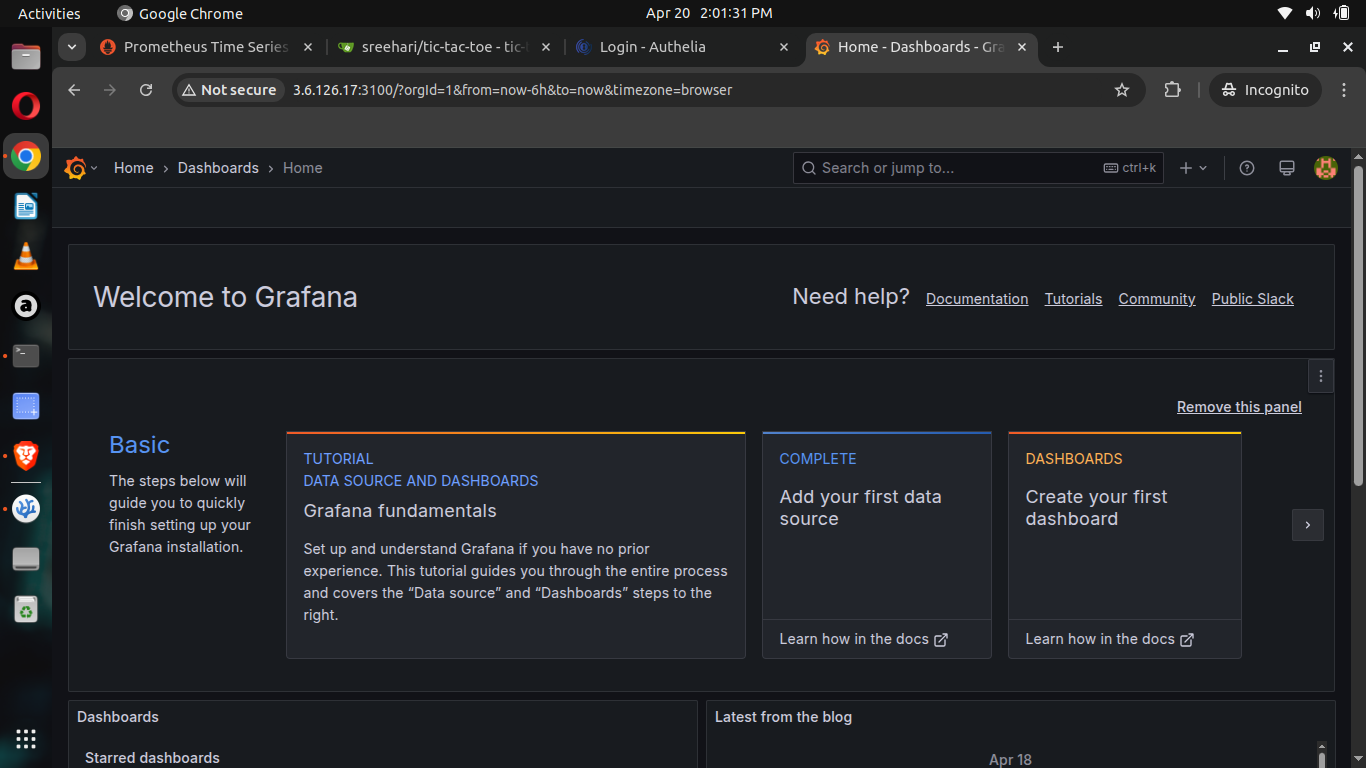 Activities
Google Chrome
Apr 20 2:01:31 PM
Prometheus Time Series
sreehari/tic-tac-toe - tic-
Login - Authelia
Home - Dashboards - Gra
Not secure
3.6.126.17:3100/?orgId=1&from=now-6h&to=now&timezone=browser
Incognito
Home › Dashboards › Home
Search or jump to...
ctrl+k
Welcome to Grafana
Need help?
Documentation
Tutorials
Community
Public Slack
Remove this panel
Basic
The steps below will
guide you to quickly
finish setting up your
Grafana installation.
TUTORIAL
DATA SOURCE AND DASHBOARDS
Grafana fundamentals
Set up and understand Grafana if you have no prior
experience. This tutorial guides you through the entire process
and covers the “Data source” and “Dashboards” steps to the
right.
COMPLETE
Add your first data
source
Learn how in the docs
DASHBOARDS
Create your first
dashboard
Learn how in the docs
Dashboards
Starred dashboards
Latest from the blog
Apr 18